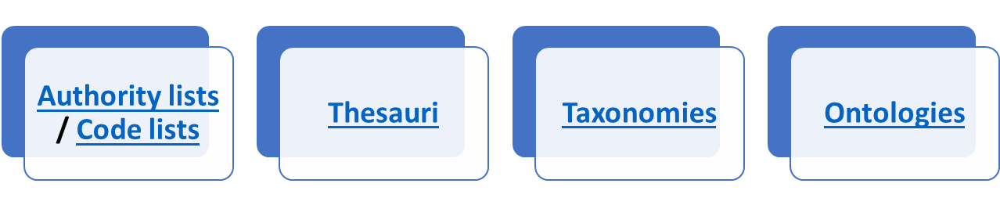 Authority lists
/ Code lists
Thesauri
Taxonomies
Ontologies